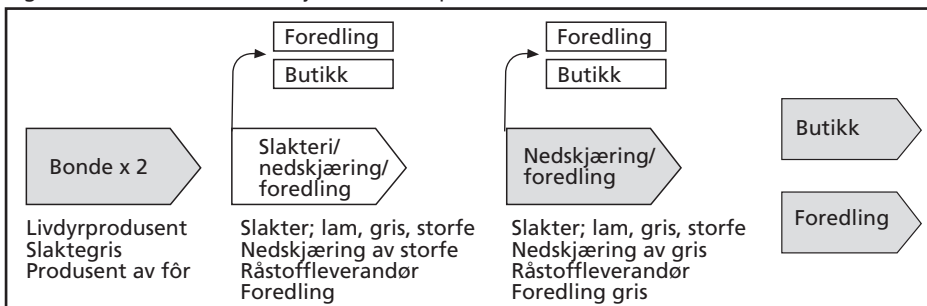 Foredling
Butikk
Foredling
Butikk
Bonde x 2
Slakteri/
nedskjæring/
foredling
Nedskjæring/
foredling
Butikk
Foredling
Livdyrprodusent
Slaktegris
Produsent av fôr
Slakter; lam, gris, storfe
Nedskjæring av storfe
Råstoffleverandør
Foredling
Slakter; lam, gris, storfe
Nedskjæring av gris
Råstoffleverandør
Foredling gris